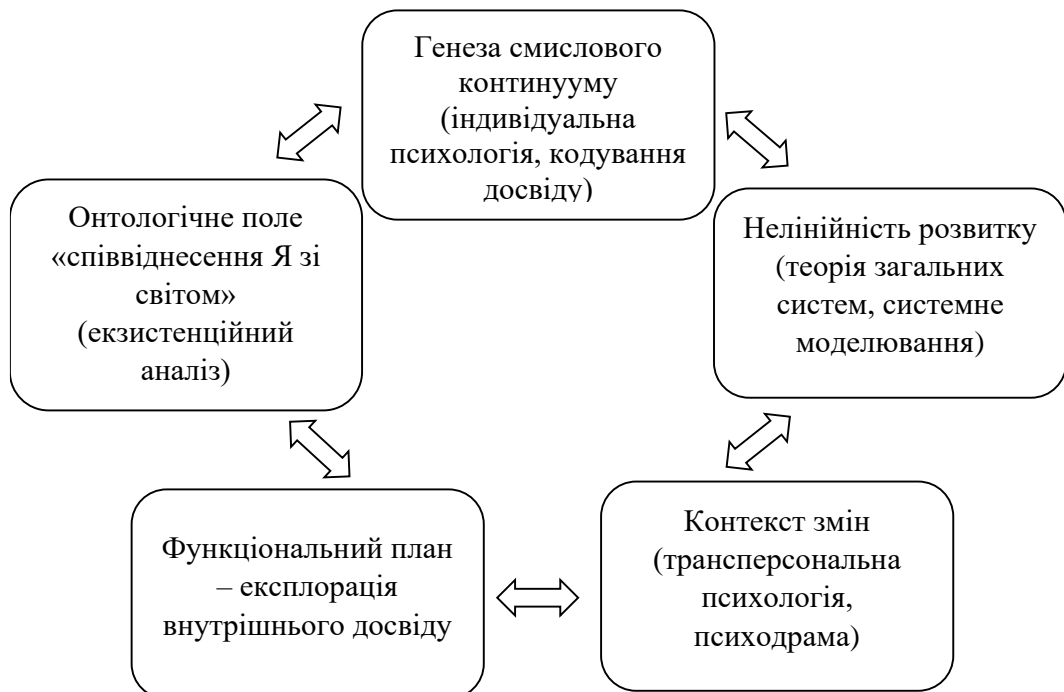 Генеза смислового
континууму
(індивідуальна
психологія, кодування
досвіду)
Онтологічне поле
«співвіднесення Я зі
світом»
(екзистенційний
аналіз)
Нелінійність розвитку
(теорія загальних
систем, системне
моделювання)
Функціональний план
– експлорація
внутрішнього досвіду
Контекст змін
(трансперсональна
психологія,
психодрама)